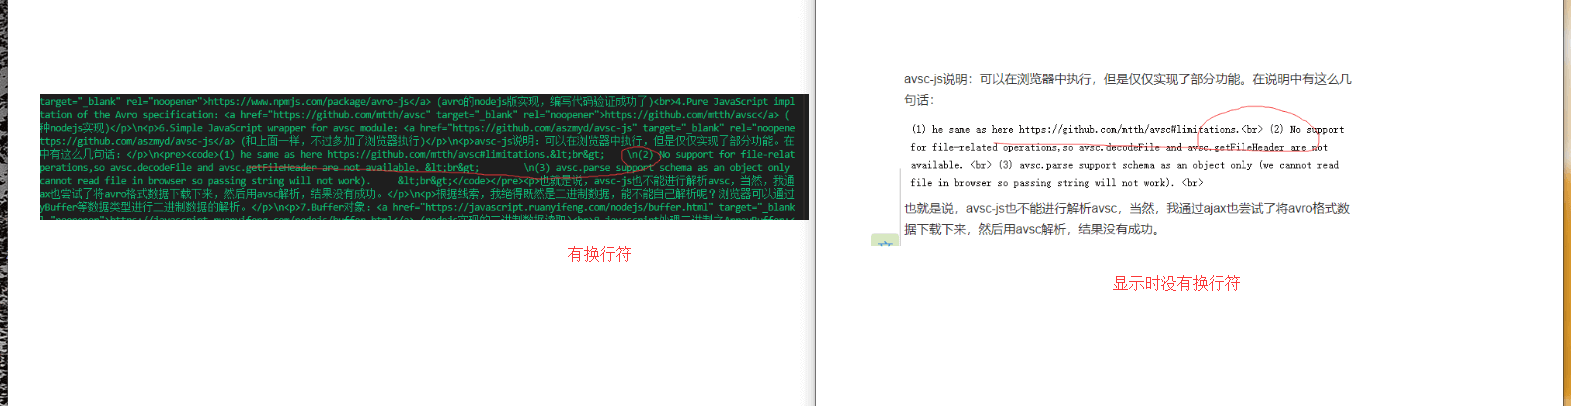 target="_blank" rel="noopener">https://www.npmjs.com/package/avro-js</a> (avro的nodejs版实现，编写代码验证成功了)<br>4.Pure JavaScript impl
tation of the Avro specification: <a href="https://github.com/mtth/avsc" target="_blank" rel="noopener">https://github.com/mtth/avsc</a> (
种nodejs实现)</p>\n<p>6.Simple JavaScript wrapper for avsc module: <a href="https://github.com/aszmyd/avsc-js" target="_blank" rel="noopene
ttps://github.com/aszmyd/avsc-js</a> (和上面一样，不过多加了浏览器执行)</p>\n<p>avsc-js说明：可以在浏览器中执行，但是仅仅实现了部分功能。在
中有这么几句话：</p>\n<pre><code>(1) he same as here https://github.com/mtth/avsc#limitations.&lt;br&gt; \n(2) No support for file-relat
perations,so avsc.decodeFile and avsc.getFileHeader are not available. &lt;br&gt; \n(3) avsc.parse support schema as an object only 
cannot read file in browser so passing string will not work). &lt;br&gt;</code></pre><p>也就是说，avsc-js也不能进行解析avsc，当然，我通
ax也尝试了将avro格式数据下载下来，然后用avsc解析，结果没有成功。</p>\n<p>根据线索，我绝得既然是二进制数据，能不能自己解析呢？浏览器可以通过
yBuffer等数据类型进行二进制数据的解析。</p>\n<p>7.Buffer对象：<a href="https://javascript.ruanyifeng.com/nodejs/buffer.html" target="_blank
有换行符
avsc-js说明：可以在浏览器中执行，但是仅仅实现了部分功能。在说明中有这么几
句话：
(1) he same as here https://github.com/mtth/avsc#limitations.<br> (2) No support
for file-related operations,so avsc.decodeFile and avsc.getFileHeader are not
available. <br> (3) avsc.parse support schema as an object only (we cannot read
file in browser so passing string will not work). <br>
也就是说，avsc-js也不能进行解析avsc，当然，我通过ajax也尝试了将avro格式数
据下载下来，然后用avsc解析，结果没有成功。
显示时没有换行符